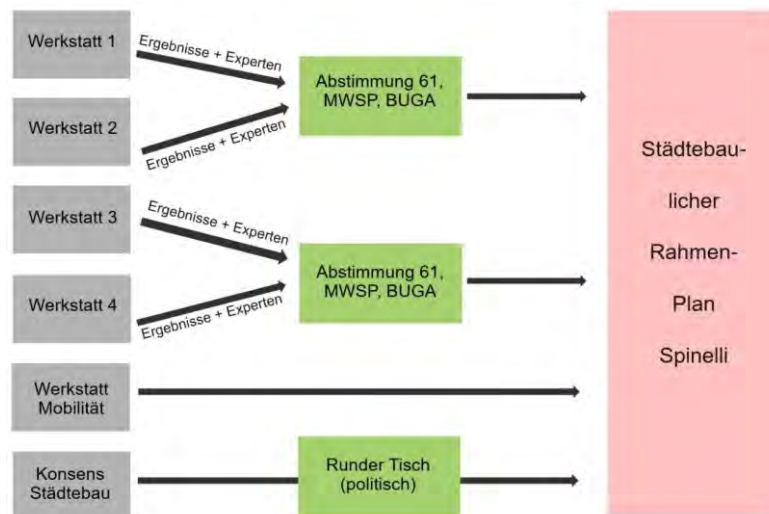 Werkstatt 1
Ergebnisse + Experten
Werkstatt 2
Ergebnisse + Experten
Abstimmung 61,
MWSP, BUGA
Werkstatt 3
Ergebnisse + Experten
Werkstatt 4
Ergebnisse + Experten
Abstimmung 61,
MWSP, BUGA
Werkstatt
Mobilität
Konsens
Städtebau
Runder Tisch
(politisch)
Städtebau-
licher
Rahmen-
Plan
Spinelli